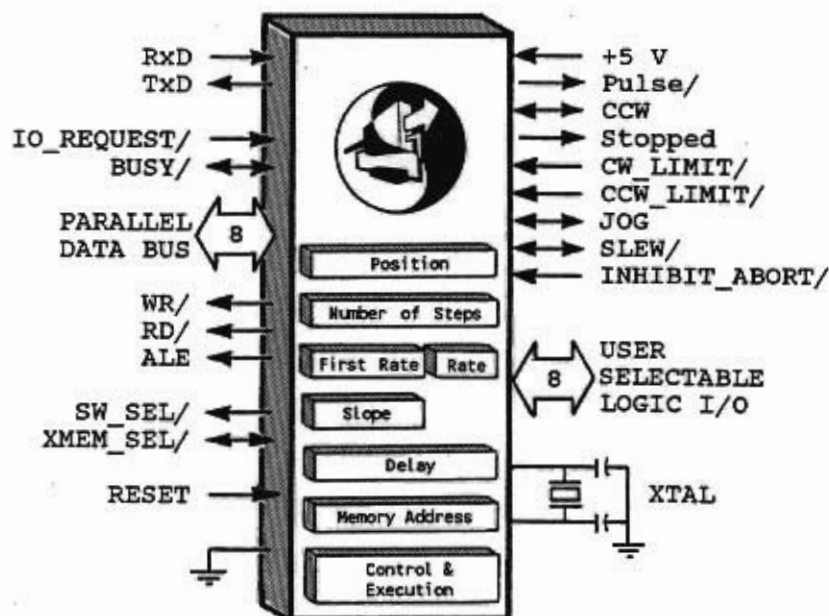 RxD
TxD
IO_REQUEST/
BUSY/
PARALLEL
DATA BUS
8
WR/
RD/
ALE
SW_SEL/
XMEM_SEL/
RESET
Position
Number of Steps
First Rate
Rate
Slope
Delay
Memory Address
Control &
Execution
+5 V
Pulse/
CCW
Stopped
CW_LIMIT/
CCW_LIMIT/
JOG
SLEW/
INHIBIT_ABORT/
8
USER
SELECTABLE
LOGIC I/O
XTAL